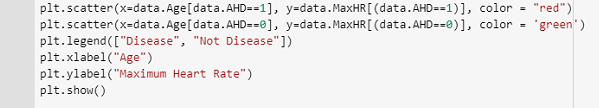 plt.scatter(x=data.Age[data.AHD==1], y=data.MaxHR[(data.AHD==1)], color = "red")
plt.scatter(x=data.Age[data.AHD==0], y=data.MaxHR[(data.AHD==0)], color = 'green')
plt.legend(["Disease", "Not Disease"])
plt.xlabel("Age")
plt.ylabel("Maximum Heart Rate")
plt.show()